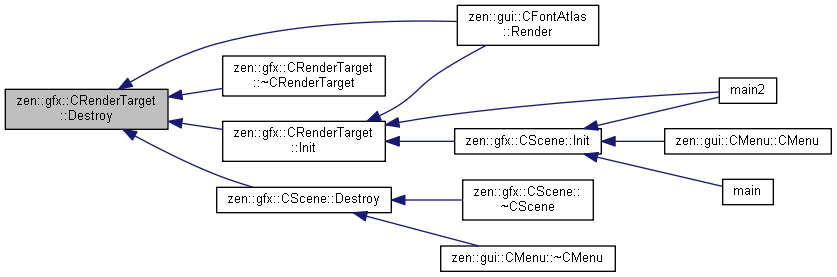 zen::gfx::CRenderTarget
::Destroy
zen::gui::CFontAtlas
::Render
zen::gfx::CRenderTarget
::~CRenderTarget
zen::gfx::CRenderTarget
::Init
zen::gfx::CScene::Destroy
main2
zen::gfx::CScene::Init
zen::gui::CMenu::CMenu
main
zen::gfx::CScene::
~CScene
zen::gui::CMenu::~CMenu